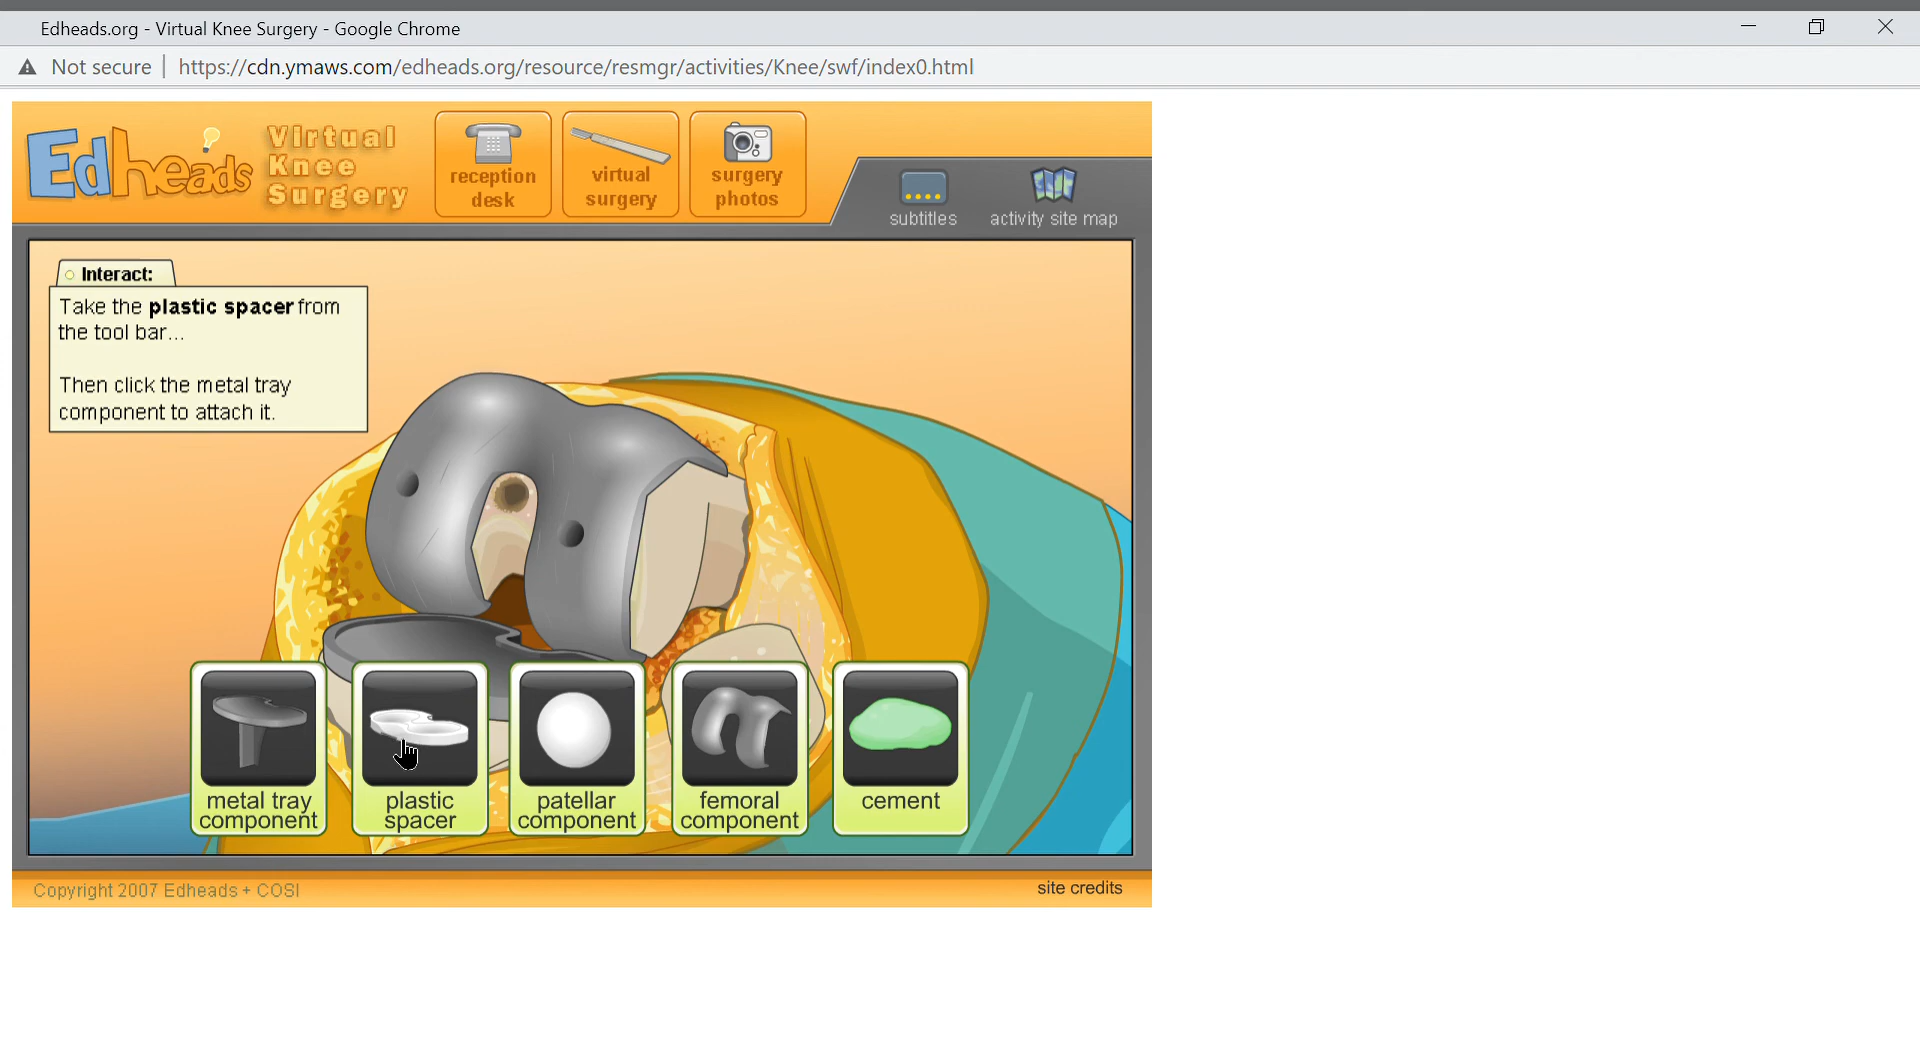 Edheads.org - Virtual Knee Surgery - Google Chrome
Not secure https://cdn.ymaws.com/edheads.org/resource/resmgr/activities/Knee/swf/index0.html
Edheads
Virtual
Knee
Surgery
reception
desk
virtual
surgery
surgery
photos
subtitles
activity site map
Interact:
Take the plastic spacer from
the tool bar...
Then click the metal tray
component to attach it.
metal tray
component
plastic
spacer
patellar
component
femoral
component
cement
Copyright 2007 Edheads + COSI
site credits